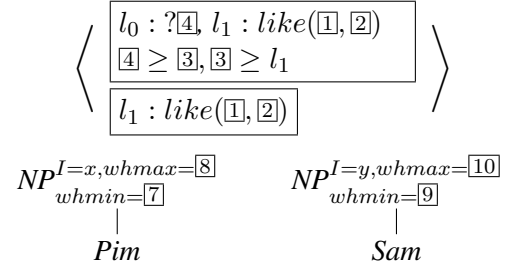 l₀ : ?[4], l₁ : like([1], [2])
[4] ≥ [3], [3] ≥ l₁
l₁ : like([1], [2])
NP^{I=x,whmax=[8]}_{whmin=[7]} NP^{I=y,whmax=[10]}_{whmin=[9]}
Pim Sam